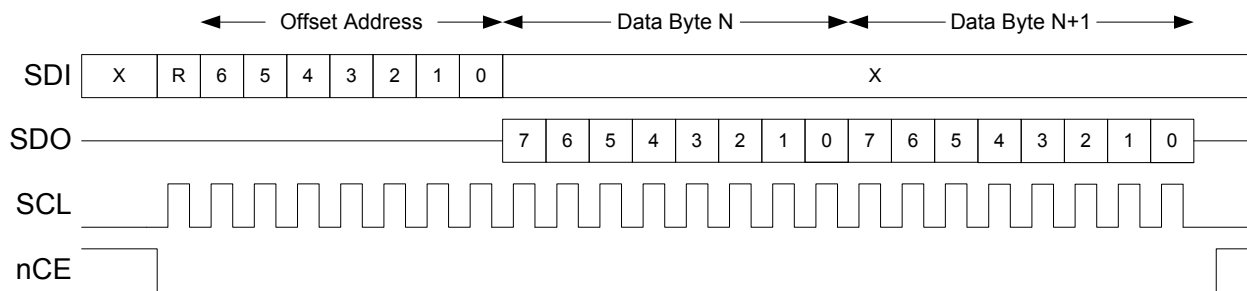 Offset Address Data Byte N Data Byte N+1
SDI X R 6 5 4 3 2 1 0 X
SDO 7 6 5 4 3 2 1 0 7 6 5 4 3 2 1 0
SCL
nCE